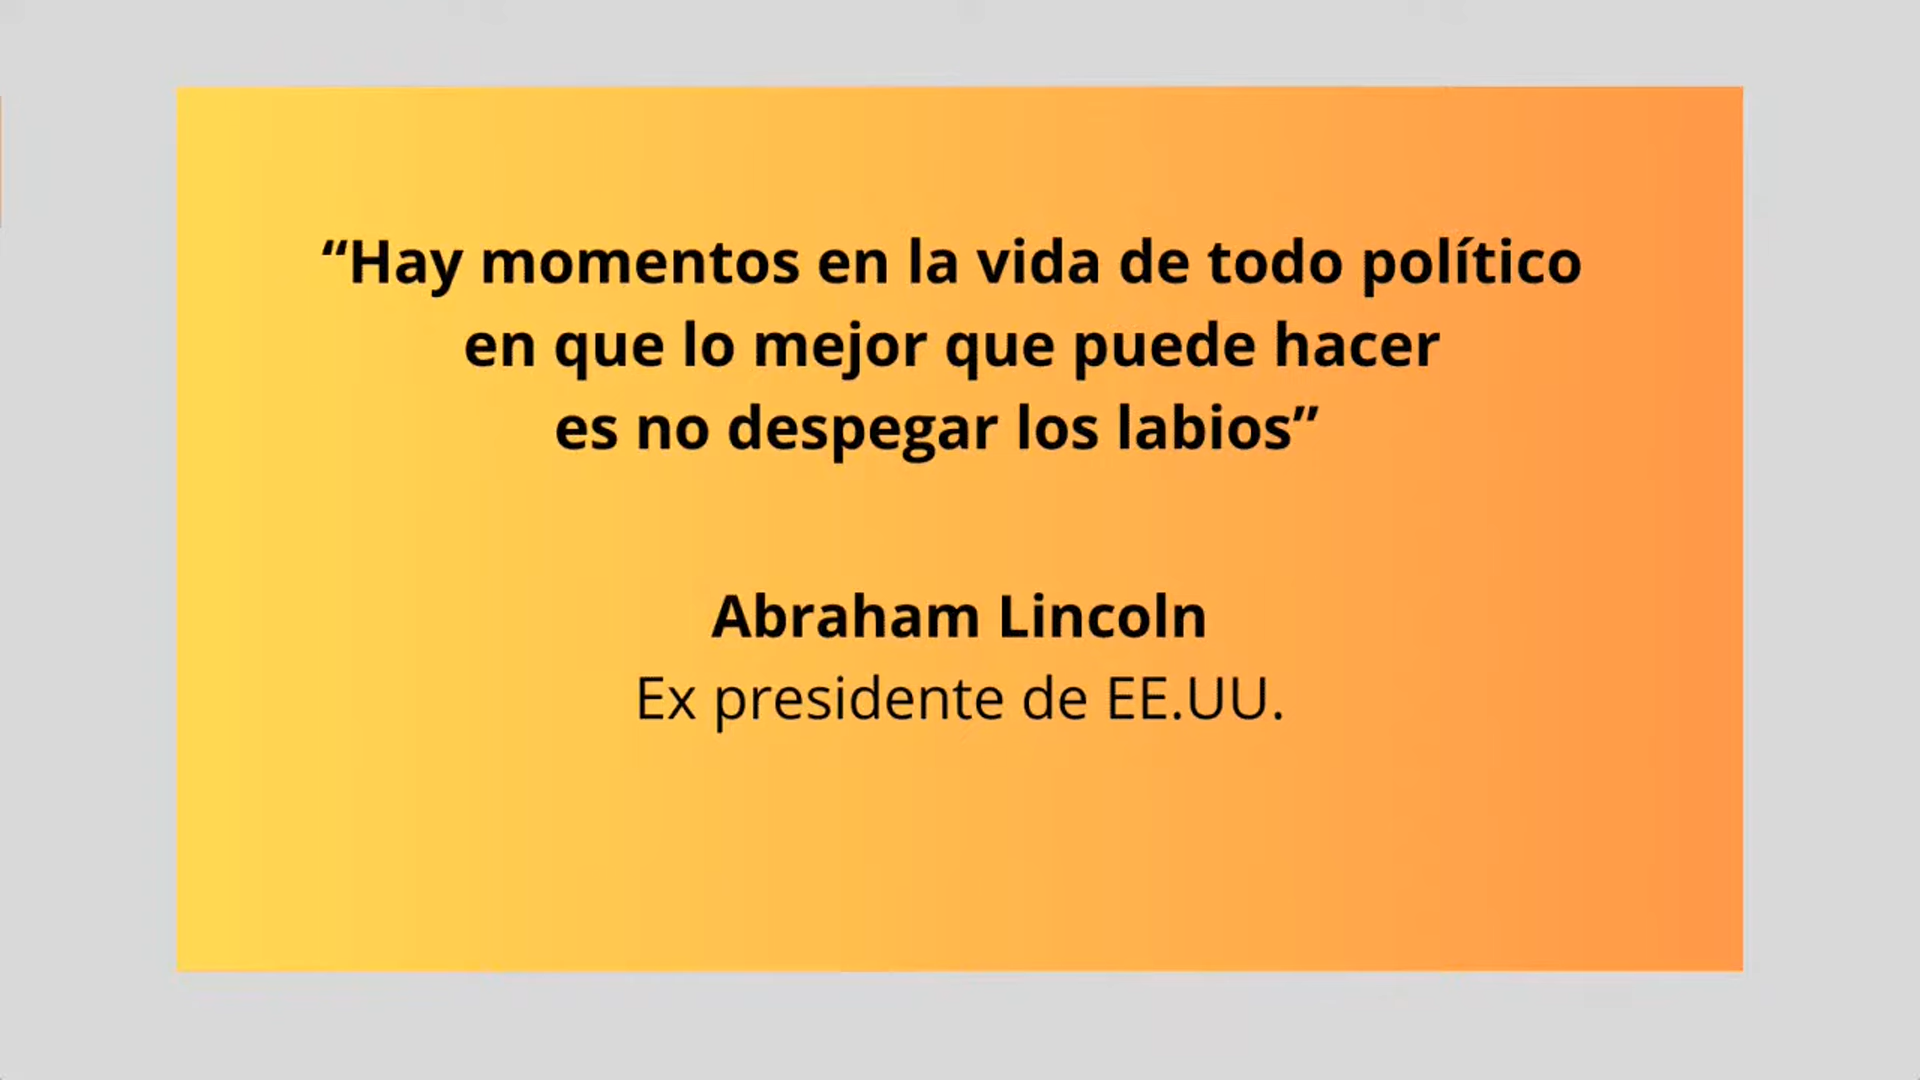 “Hay momentos en la vida de todo político
en que lo mejor que puede hacer
es no despegar los labios”
Abraham Lincoln
Ex presidente de EE.UU.